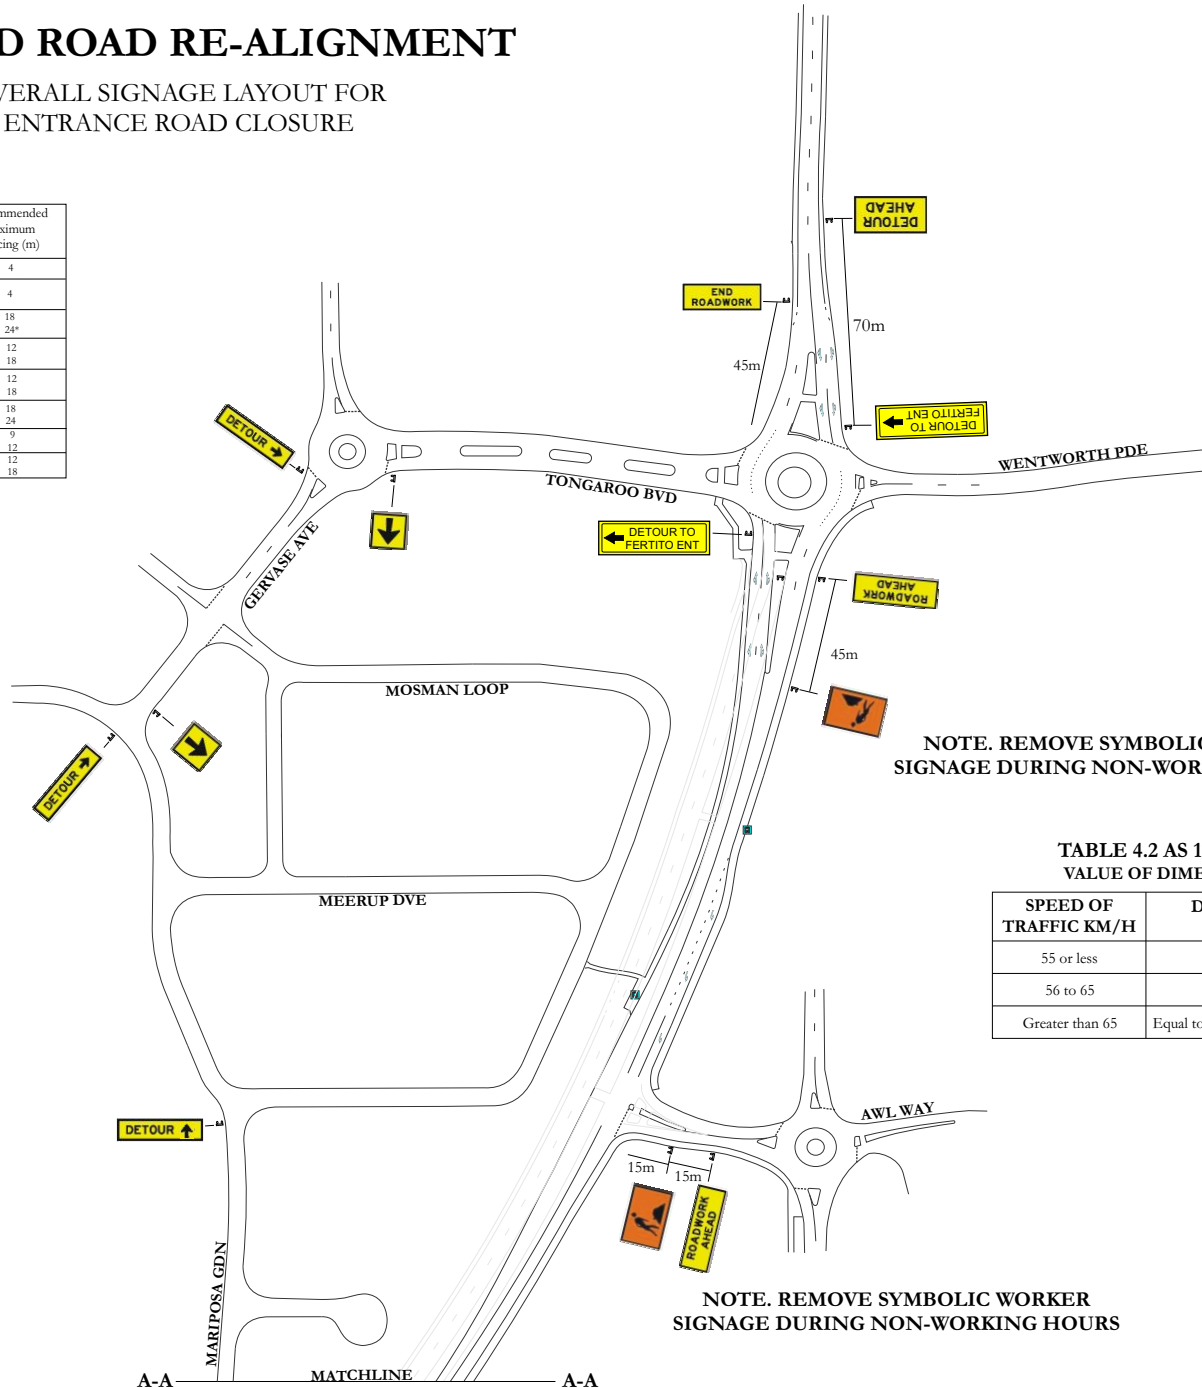 D ROAD RE-ALIGNMENT
VERALL SIGNAGE LAYOUT FOR
ENTRANCE ROAD CLOSURE
mmended
ximum
cing (m)
4
4
18
24*
12
18
12
18
18
24
9
12
12
18
DETOUR
AHEAD
END
ROADWORK
70m
45m
DETOUR TO
FERTITO ENT
DETOUR
WENTWORTH PDE
TONGAROO BVD
DETOUR TO
FERTITO ENT
GERVASE AVE
ROADWORK
AHEAD
45m
MOSMAN LOOP
NOTE. REMOVE SYMBOLIC
SIGNAGE DURING NON-WOR
DETOUR
TABLE 4.2 AS 1
VALUE OF DIME
SPEED OF
TRAFFIC KM/H
D
55 or less
56 to 65
Greater than 65
Equal to
MEERUP DVE
AWL WAY
DETOUR
15m
15m
ROADWORK
AHEAD
MARIPOSA GDN
NOTE. REMOVE SYMBOLIC WORKER
SIGNAGE DURING NON-WORKING HOURS
A-A
MATCHLINE
A-A